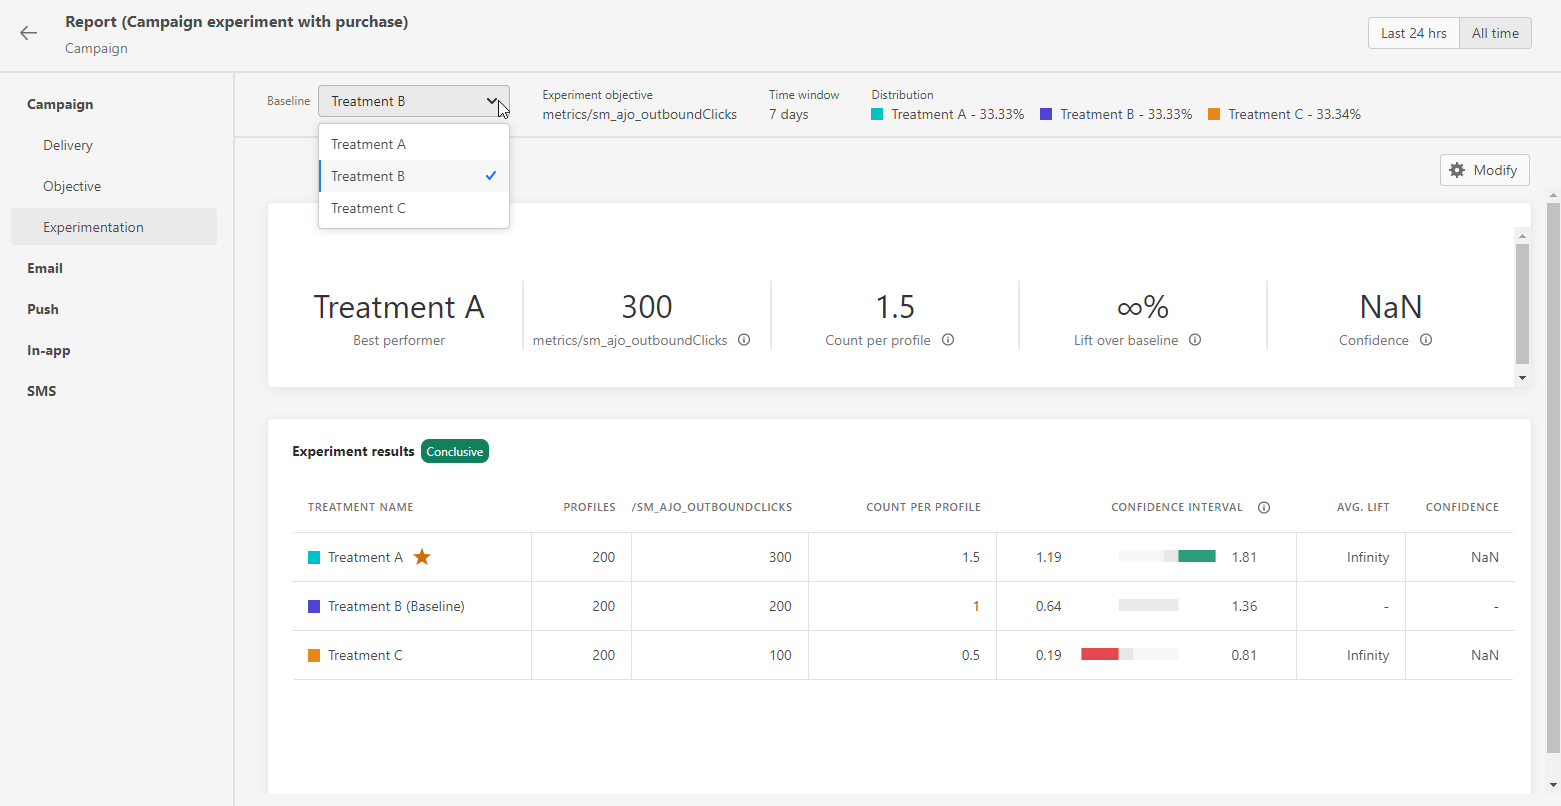 Report (Campaign experiment with purchase)
Campaign
Last 24 hrs
All time
Campaign
Delivery
Objective
Experimentation
Email
Push
In-app
SMS
Baseline
Treatment B
Treatment A
Treatment B
Treatment C
Experiment objective
metrics/sm_ajo_outboundClicks
Time window
7 days
Distribution
Treatment A - 33.33% Treatment B - 33.33% Treatment C - 33.34%
Modify
Treatment A
Best performer
300
metrics/sm_ajo_outboundClicks
1.5
Count per profile
∞%
Lift over baseline
NaN
Confidence
Experiment results Conclusive
TREATMENT NAME PROFILES /SM_AJO_OUTBOUNDCLICKS COUNT PER PROFILE CONFIDENCE INTERVAL AVG. LIFT CONFIDENCE
Treatment A 200 300 1.5 1.19 1.81 Infinity NaN
Treatment B (Baseline) 200 200 1 0.64 1.36 - -
Treatment C 200 100 0.5 0.19 0.81 Infinity NaN